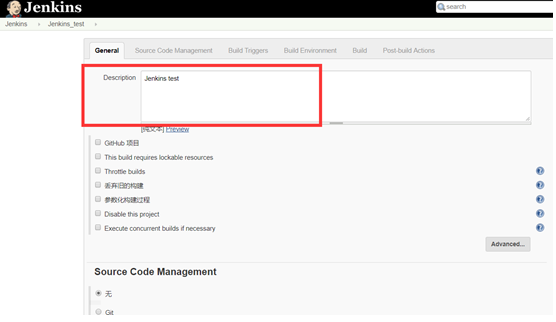 Jenkins
search
Jenkins
Jenkins_test
General Source Code Management Build Triggers Build Environment Build Post-build Actions
Description
Jenkins test
[纯文本] Preview
GitHub 项目
This build requires lockable resources
Throttle builds
丢弃旧的构建
参数化构建过程
Disable this project
Execute concurrent builds if necessary
Advanced...
Source Code Management
无
Git